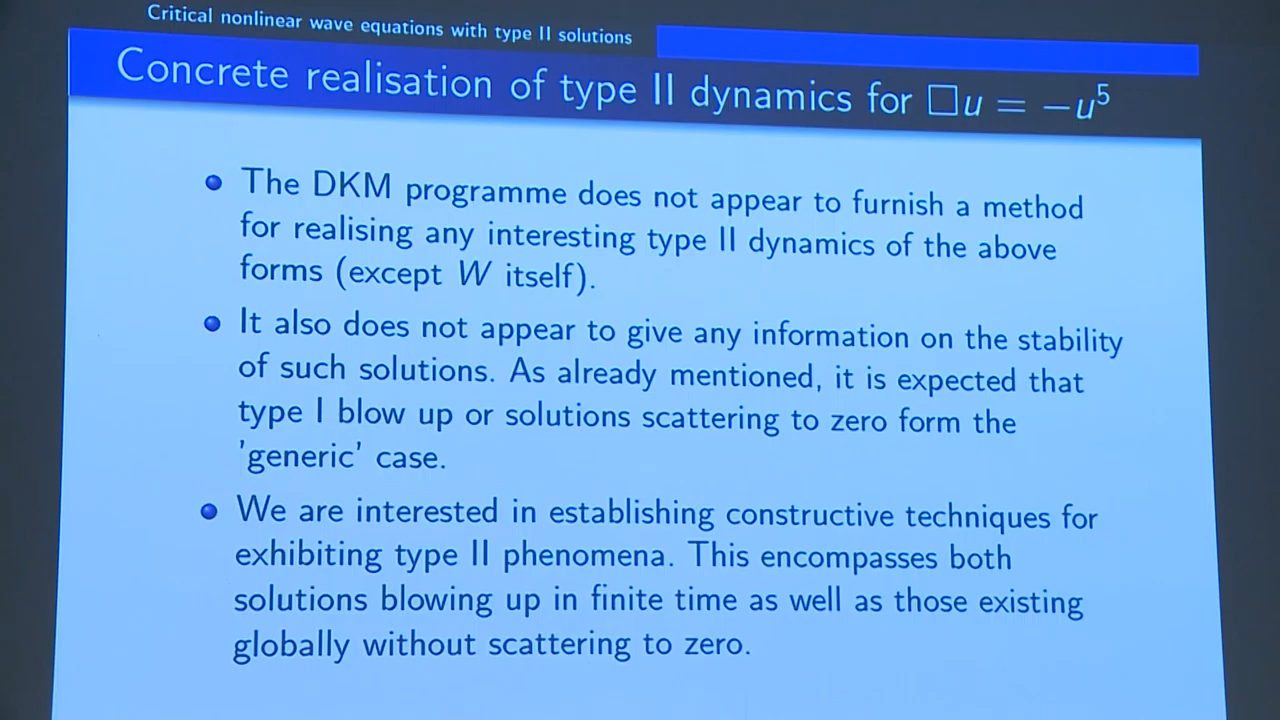 Critical nonlinear wave equations with type II solutions
Concrete realisation of type II dynamics for □u = −u⁵
The DKM programme does not appear to furnish a method
for realising any interesting type II dynamics of the above
forms (except W itself).
It also does not appear to give any information on the stability
of such solutions. As already mentioned, it is expected that
type I blow up or solutions scattering to zero form the
'generic' case.
We are interested in establishing constructive techniques for
exhibiting type II phenomena. This encompasses both
solutions blowing up in finite time as well as those existing
globally without scattering to zero.